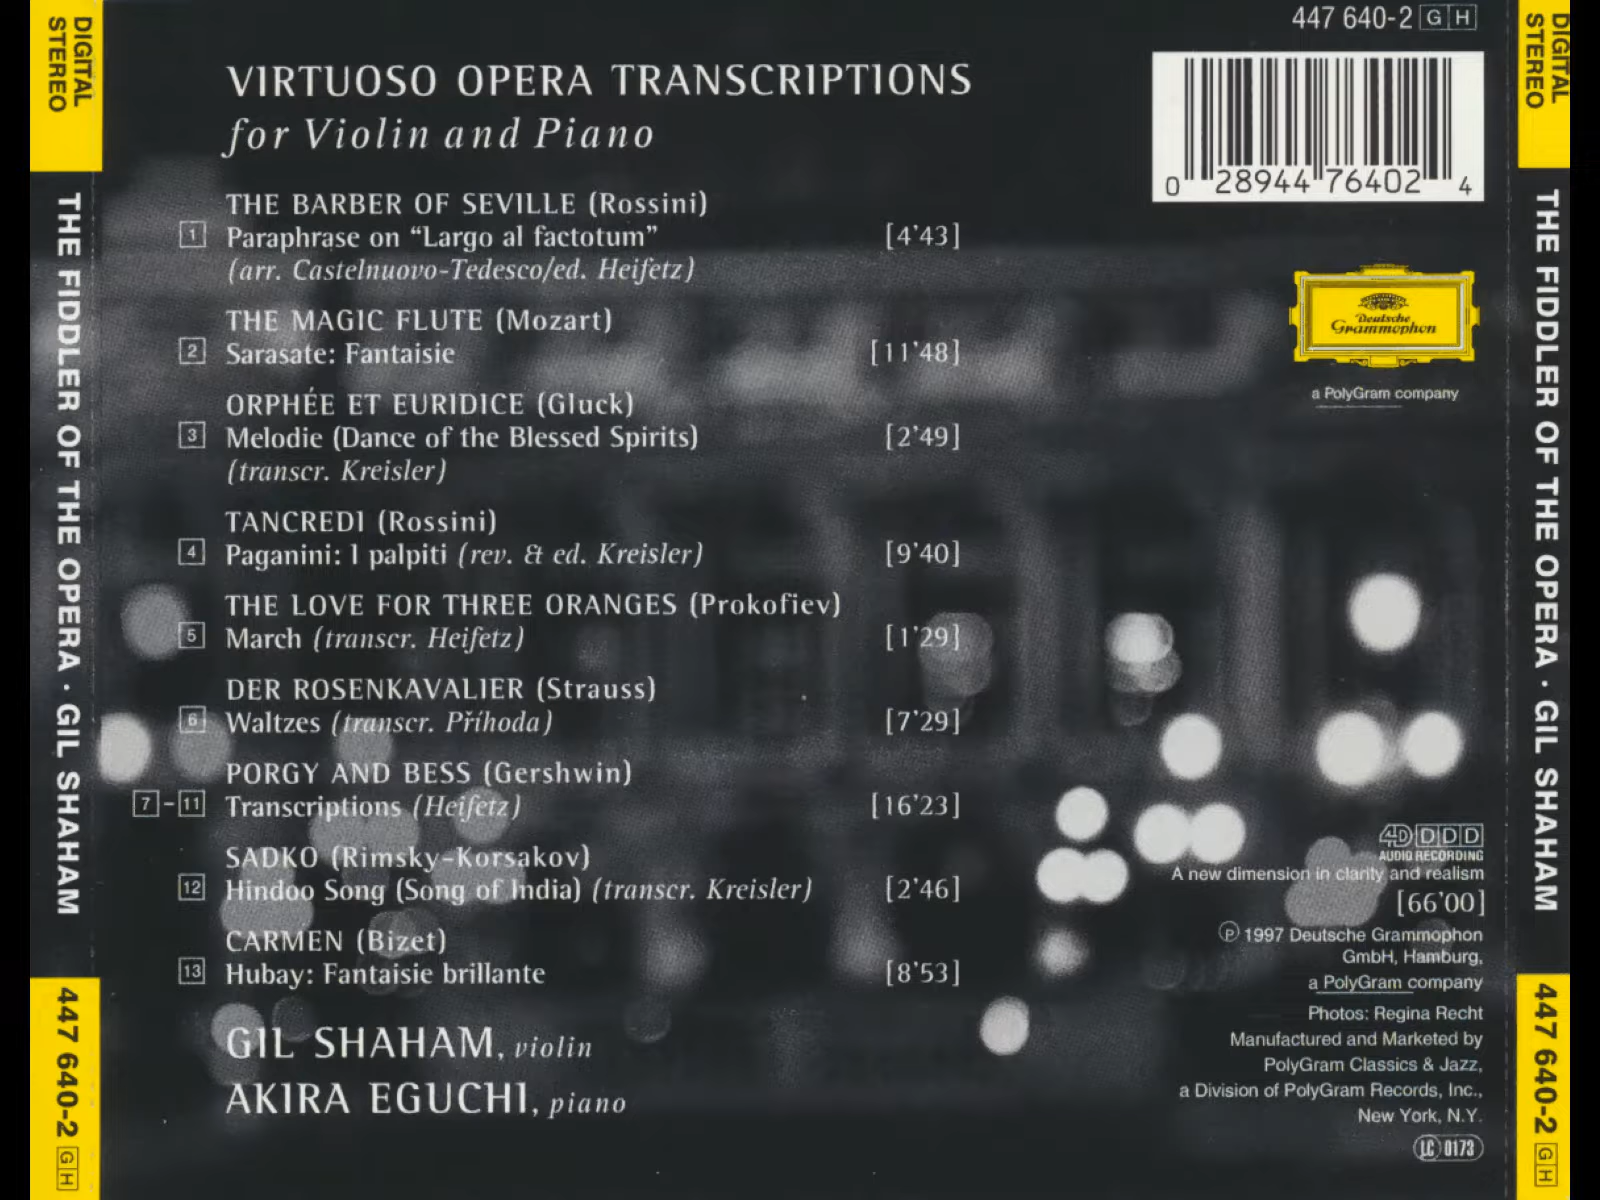 447 640-2 GH
VIRTUOSO OPERA TRANSCRIPTIONS
for Violin and Piano
0 28944 76402 4
THE BARBER OF SEVILLE (Rossini)
1 Paraphrase on “Largo al factotum” [4'43]
(arr. Castelnuovo-Tedesco/ed. Heifetz)
THE MAGIC FLUTE (Mozart)
2 Sarasate: Fantaisie [11'48]
ORPHÉE ET EURIDICE (Gluck)
3 Melodie (Dance of the Blessed Spirits) [2'49]
(transcr. Kreisler)
TANCREDI (Rossini)
4 Paganini: I palpiti (rev. & ed. Kreisler) [9'40]
THE LOVE FOR THREE ORANGES (Prokofiev)
5 March (transcr. Heifetz) [1'29]
DER ROSENKAVALIER (Strauss)
6 Waltzes (transcr. Příhoda) [7'29]
PORGY AND BESS (Gershwin)
7-11 Transcriptions (Heifetz) [16'23]
SADKO (Rimsky-Korsakov)
12 Hindoo Song (Song of India) (transcr. Kreisler) [2'46]
CARMEN (Bizet)
13 Hubay: Fantaisie brillante [8'53]
GIL SHAHAM, violin
AKIRA EGUCHI, piano
Deutsche
Grammophon
a PolyGram company
4D DDD
AUDIO RECORDING
A new dimension in clarity and realism
[66'00]
℗ 1997 Deutsche Grammophon
GmbH, Hamburg,
a PolyGram company
Photos: Regina Recht
Manufactured and Marketed by
PolyGram Classics & Jazz,
a Division of PolyGram Records, Inc.,
New York, N.Y.
LC 0173
DIGITAL
STEREO
THE FIDDLER OF THE OPERA · GIL SHAHAM
447 640-2 GH
DIGITAL
STEREO
THE FIDDLER OF THE OPERA · GIL SHAHAM
447 640-2 GH